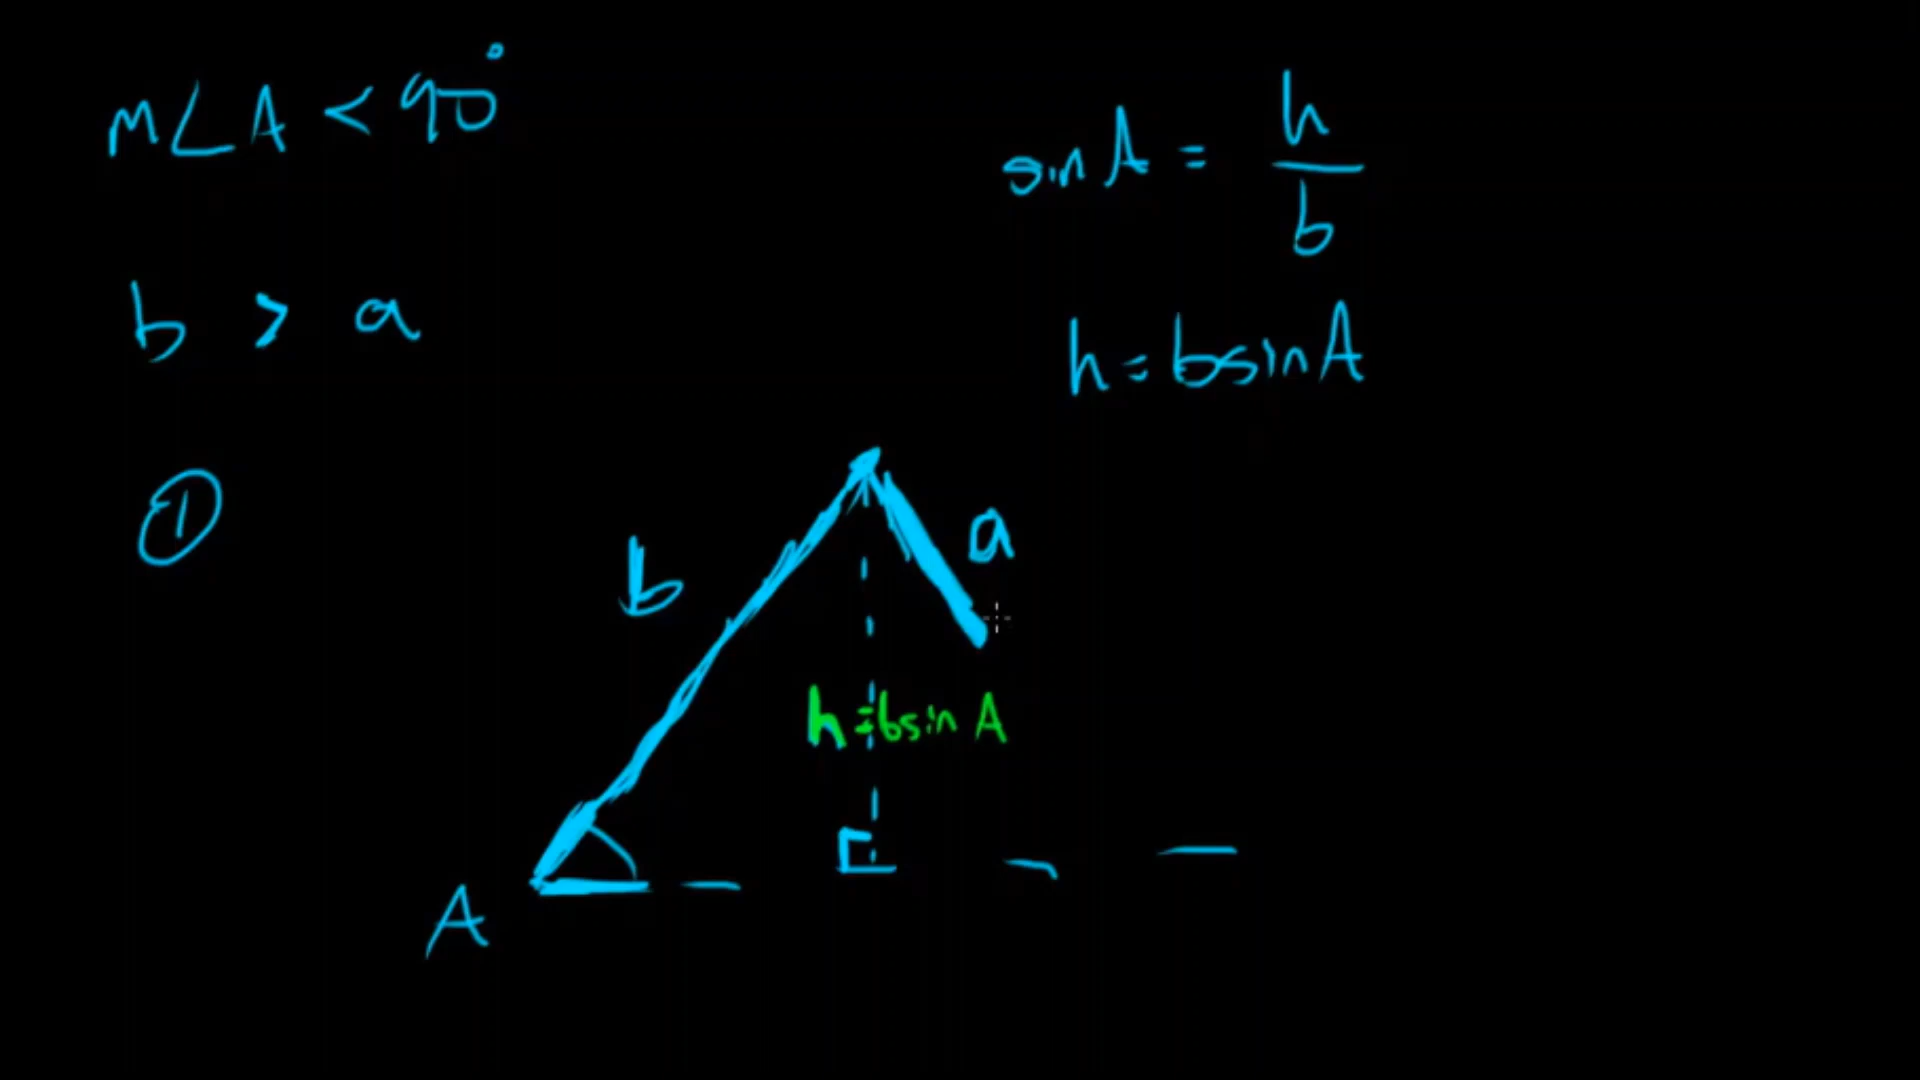 m∠A < 90°
sin A = h/b
b > a
h = bsinA
①
b
a
h = bsin A
A